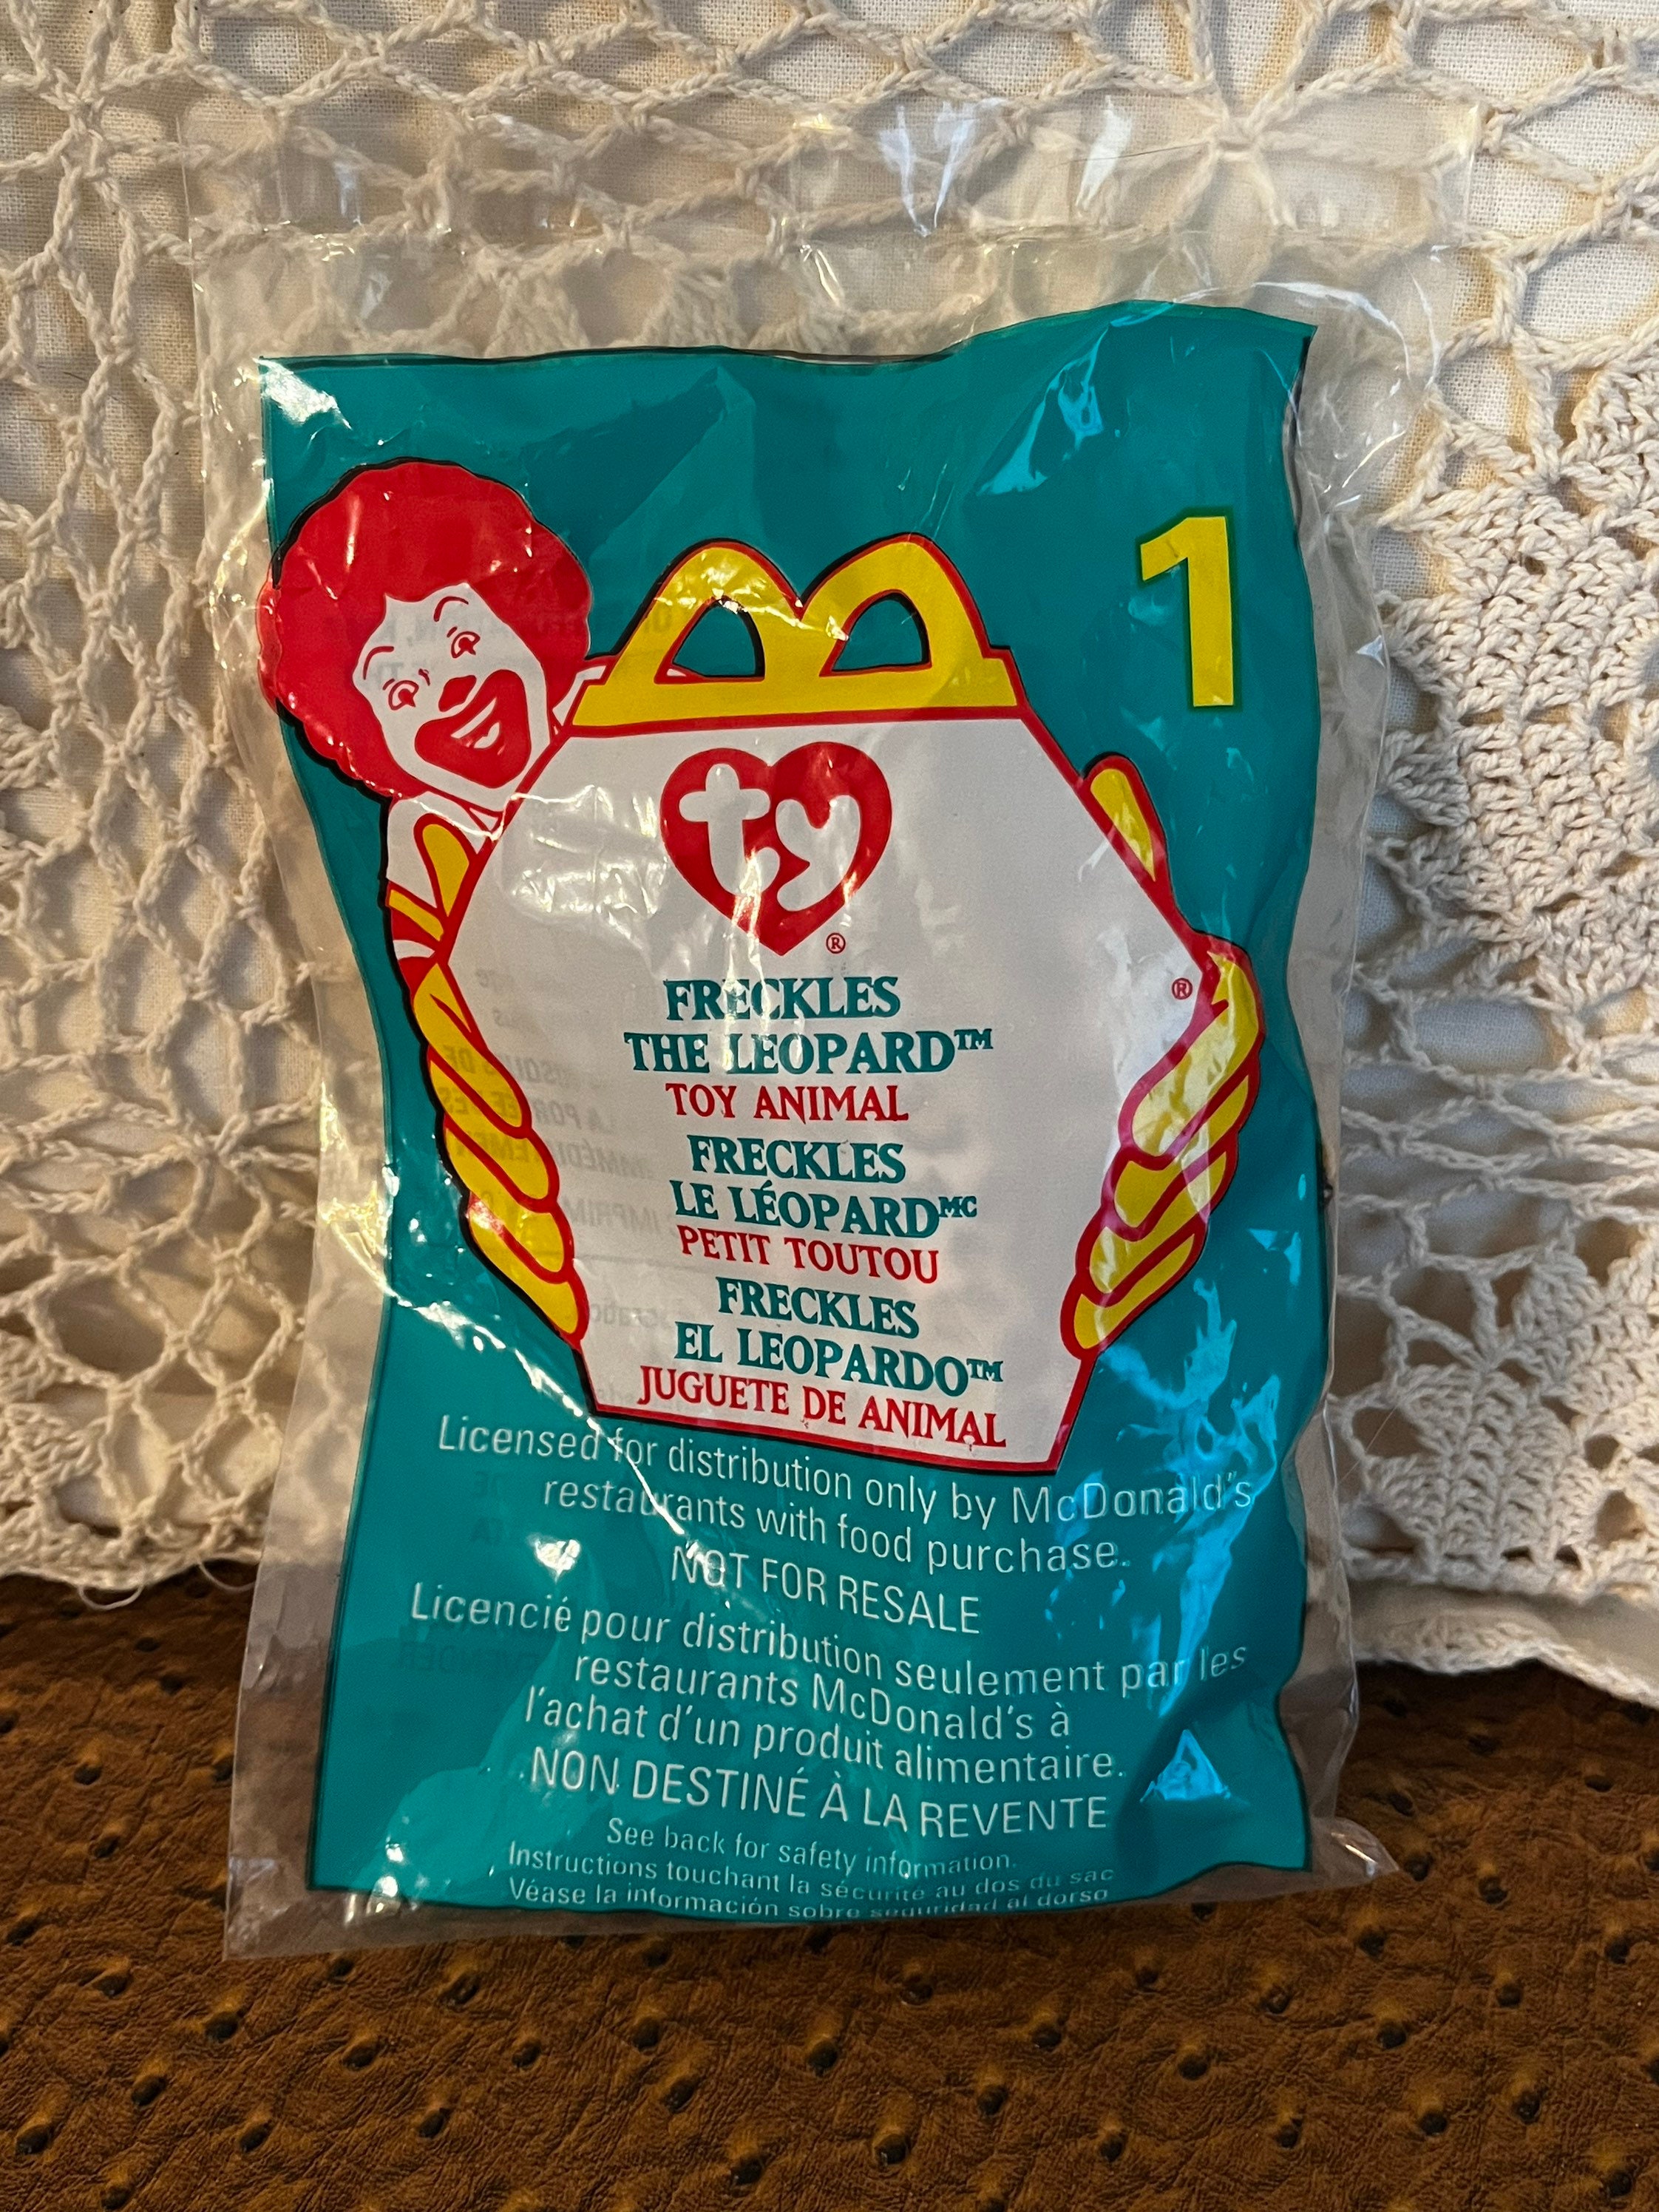 1
ty
®
®
FRECKLES
THE LEOPARD™
TOY ANIMAL
FRECKLES
LE LÉOPARDMC
PETIT TOUTOU
FRECKLES
EL LEOPARDO™
JUGUETE DE ANIMAL
Licensed for distribution only by McDonald's
restaurants with food purchase.
NOT FOR RESALE
Licencié pour distribution seulement par les
restaurants McDonald's à
l'achat d'un produit alimentaire.
NON DESTINÉ À LA REVENTE
See back for safety information.
Instructions touchant la sécurité au dos du sac
Véase la información sobre seguridad al dorso